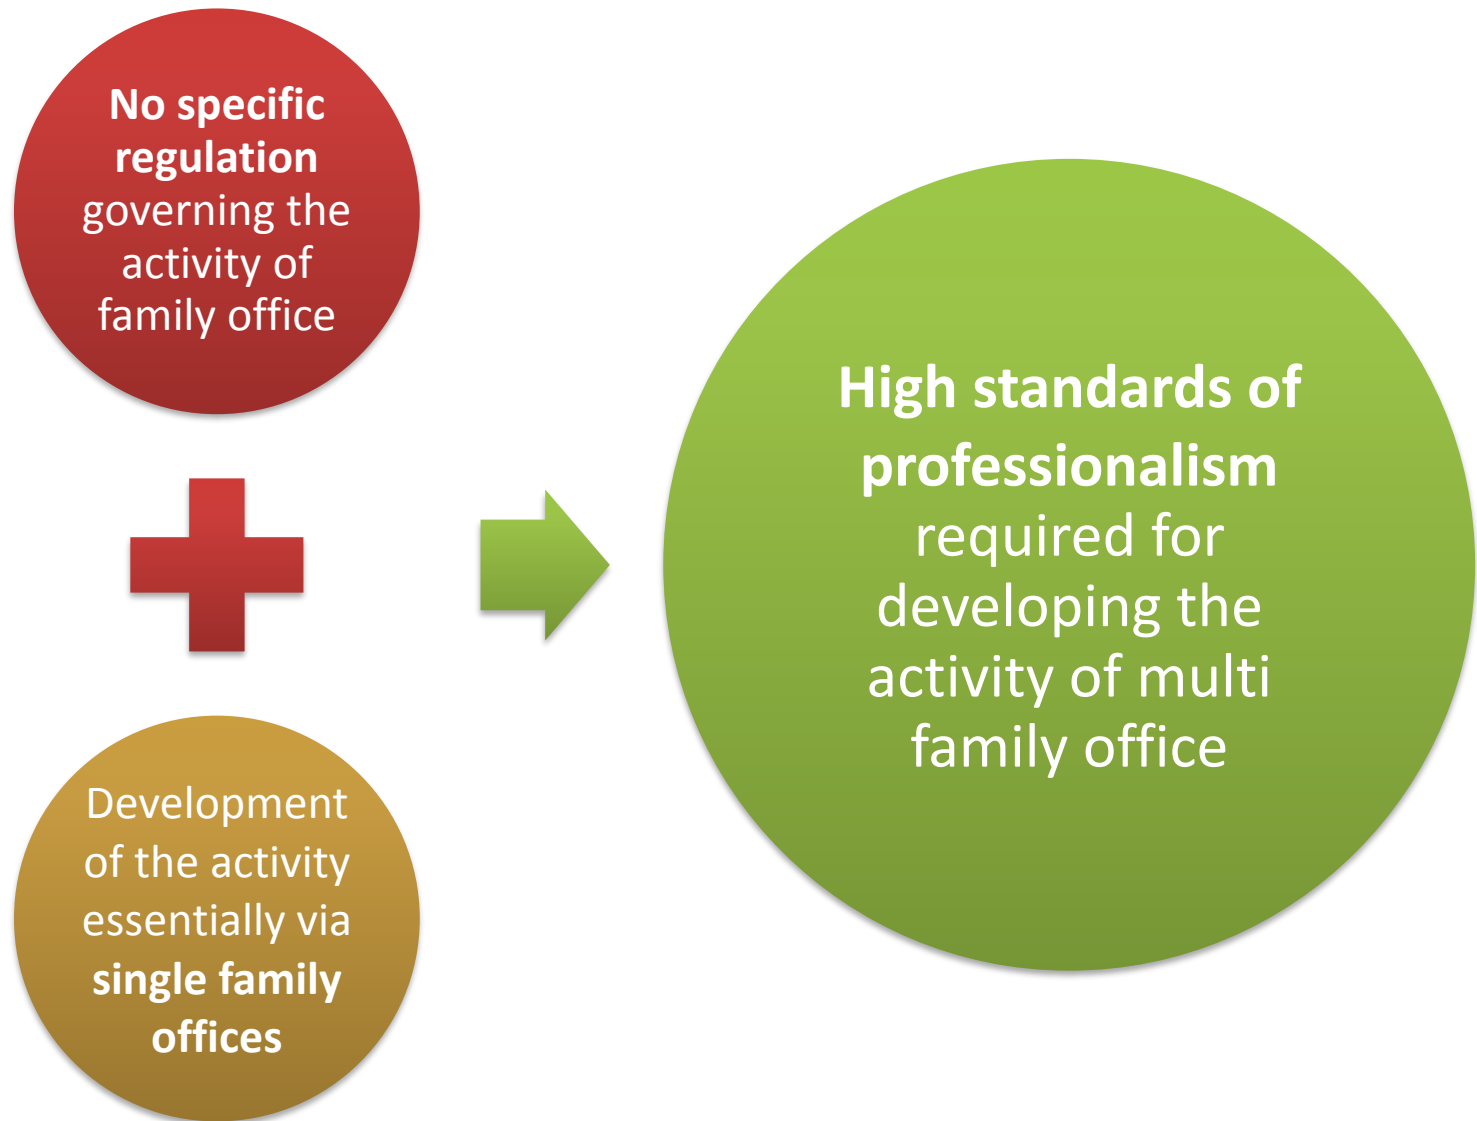 No specific
regulation
governing the
activity of
family office
Development
of the activity
essentially via
single family
offices
High standards of
professionalism
required for
developing the
activity of multi
family office